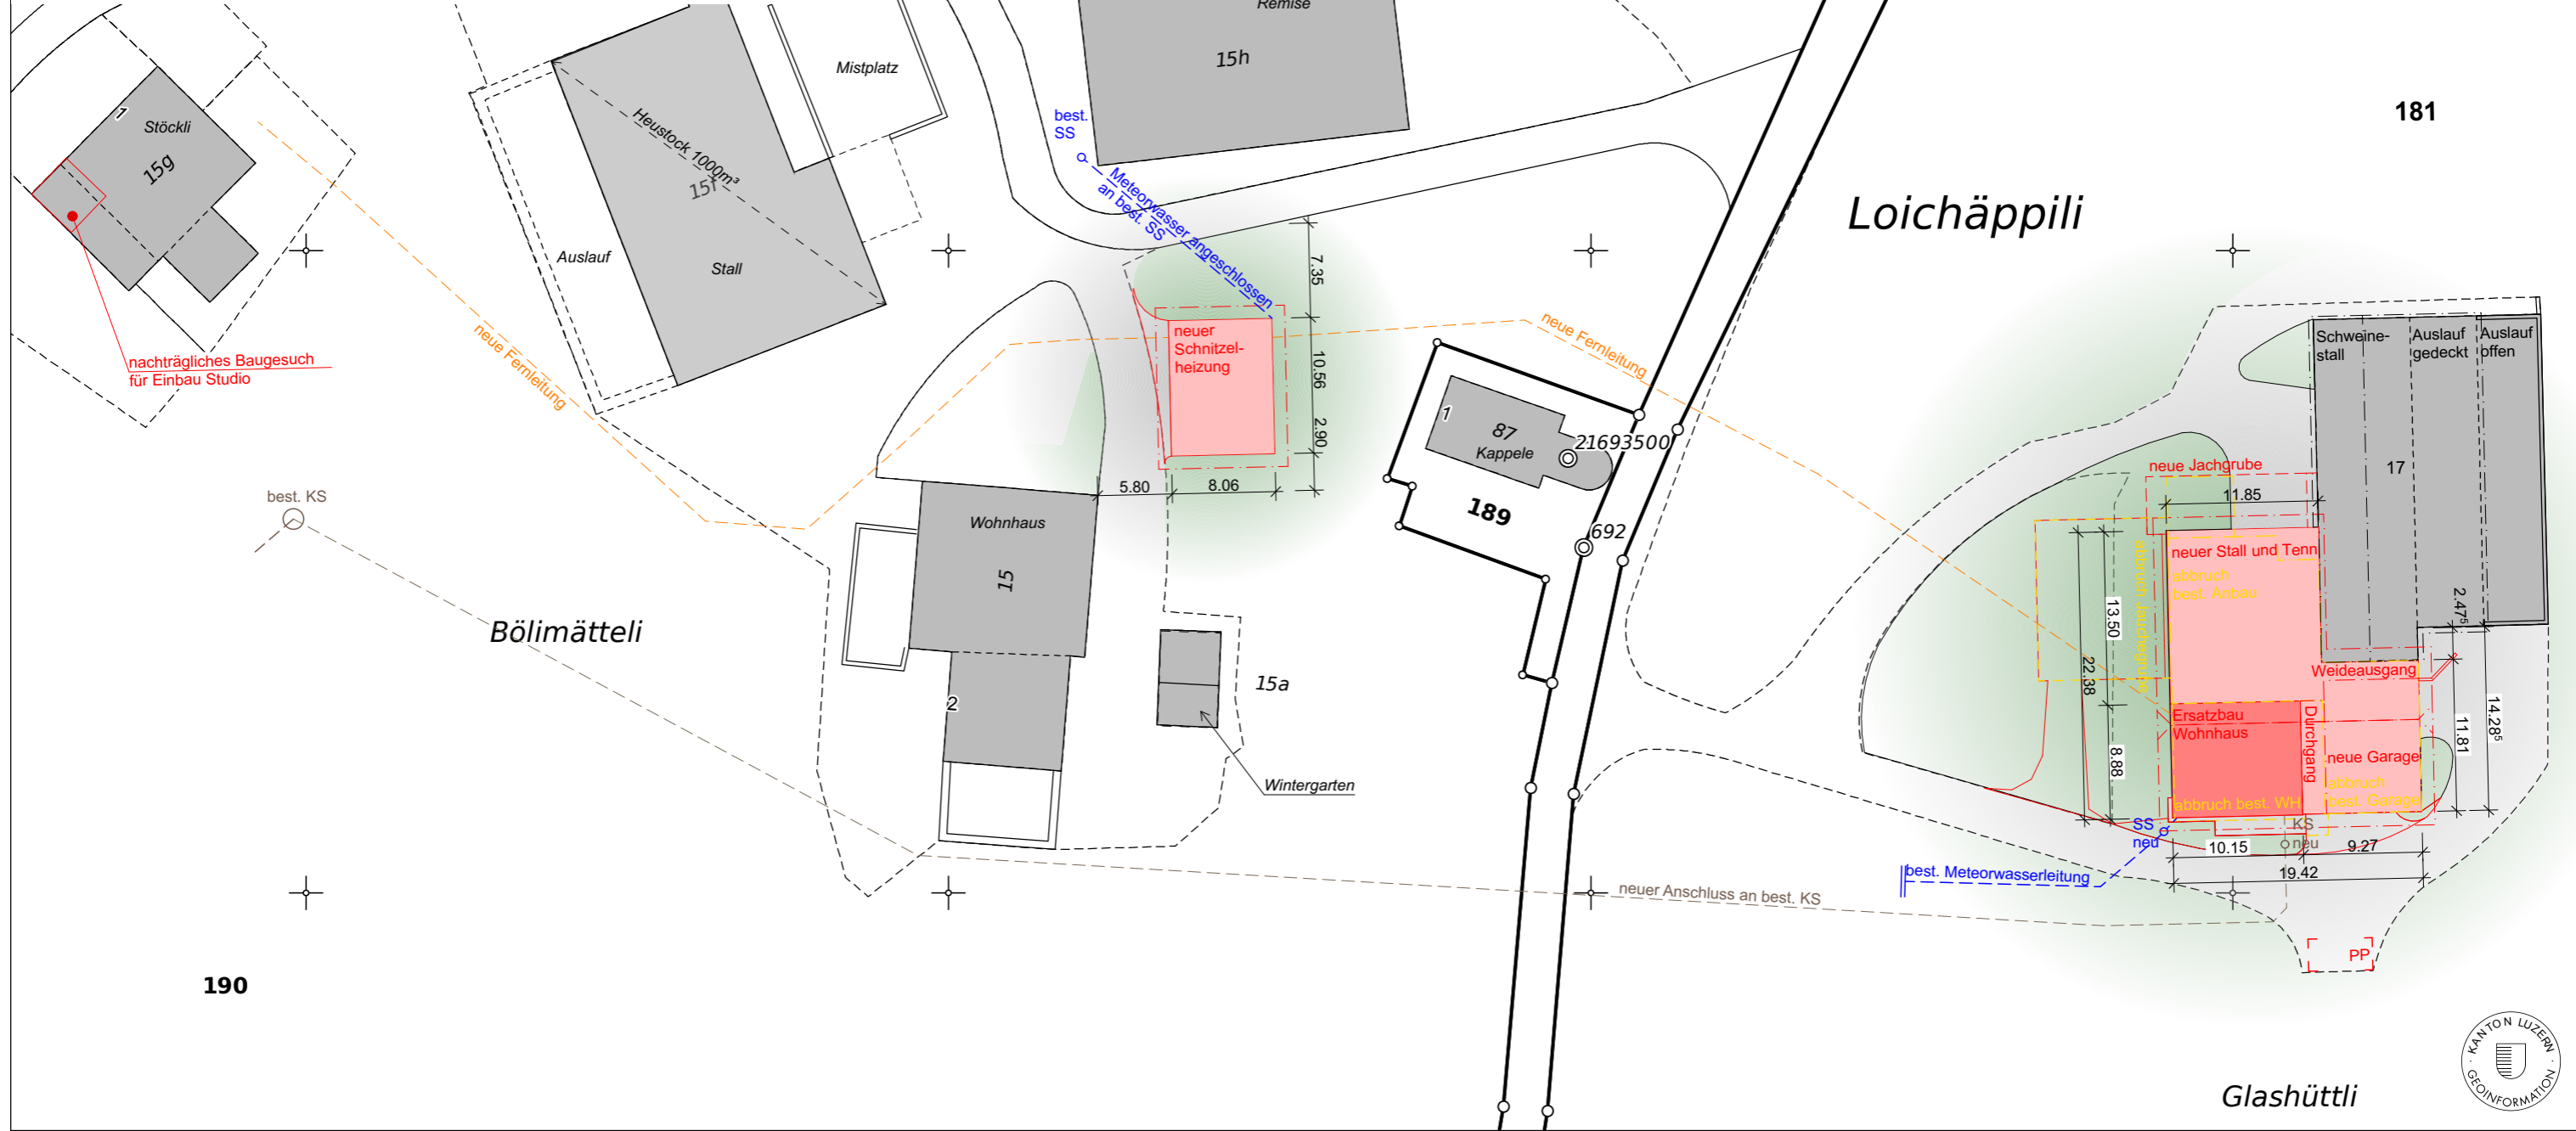 Remise
15h
1
Stöckli
15g
Mistplatz
Heustock 1000m³
15f
Auslauf
Stall
best.
SS
Meteorwasser angeschlossen
an best. SS
181
Loichäppili
7.35
10.56
2.90
5.80
8.06
neuer
Schnitzel-
heizung
neue Fernleitung
neue Fernleitung
nachträgliches Baugesuch
für Einbau Studio
1
87
Kappele
21693500
189
692
best. KS
Wohnhaus
15
2
Bölimätteli
15a
Wintergarten
Schweine-
stall
Auslauf
gedeckt
Auslauf
offen
17
neue Jachgrube
11.85
neuer Stall und Tenn
abbruch
best. Anbau
abbruch Jauchegrube
13.50
22.38
8.88
2.47⁵
Weideausgang
14.28⁵
11.81
Ersatzbau
Wohnhaus
Durchgang
neue Garage
abbruch
best. Garage
abbruch best. WH
SS
neu
KS
neu
10.15
9.27
19.42
best. Meteorwasserleitung
neuer Anschluss an best. KS
PP
190
Glashüttli
KANTON LUZERN
GEOINFORMATION